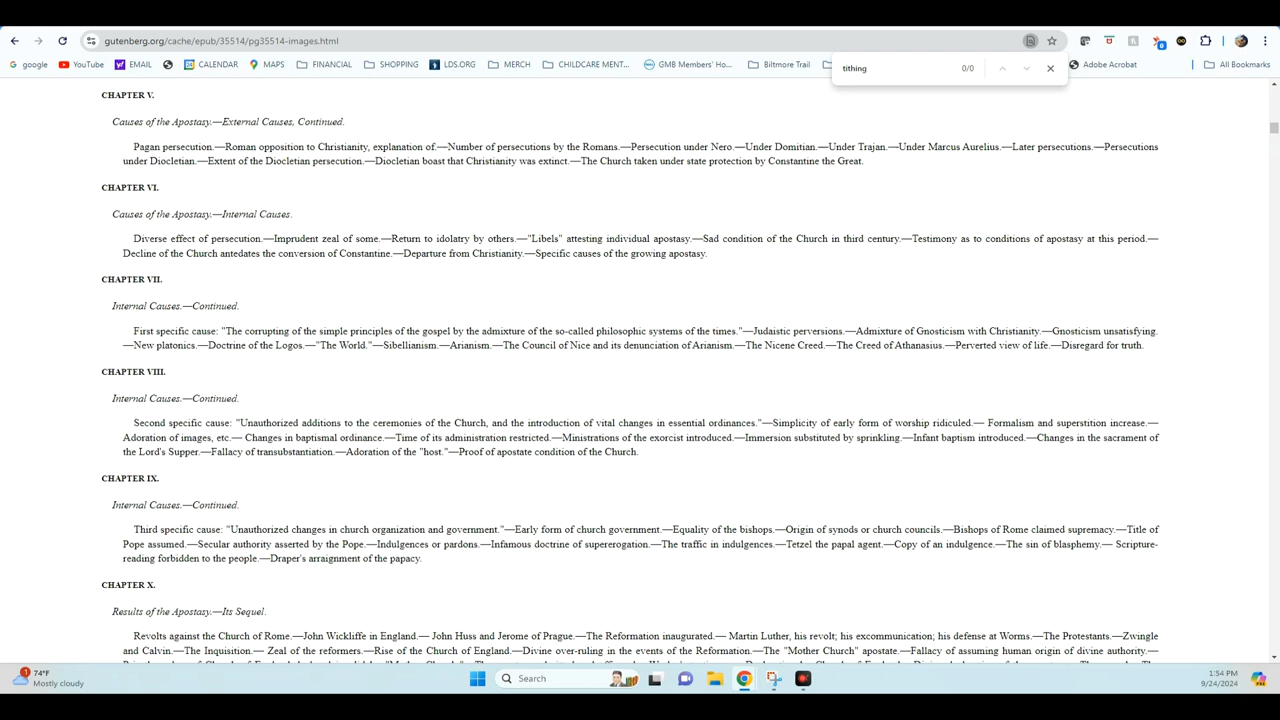 gutenberg.org/cache/epub/35514/pg35514-images.html
google YouTube EMAIL CALENDAR MAPS FINANCIAL SHOPPING LDS.ORG MERCH CHILDCARE MENT... GMB Members' Ho... Biltmore Trail Adobe Acrobat All Bookmarks
tithing 0/0
CHAPTER V.
Causes of the Apostasy.—External Causes, Continued.
Pagan persecution.—Roman opposition to Christianity, explanation of.—Number of persecutions by the Romans.—Persecution under Nero.—Under Domitian.—Under Trajan.—Under Marcus Aurelius.—Later persecutions.—Persecutions
under Diocletian.—Extent of the Diocletian persecution.—Diocletian boast that Christianity was extinct.—The Church taken under state protection by Constantine the Great.
CHAPTER VI.
Causes of the Apostasy.—Internal Causes.
Diverse effect of persecution.—Imprudent zeal of some.—Return to idolatry by others.—"Libels" attesting individual apostasy.—Sad condition of the Church in third century.—Testimony as to conditions of apostasy at this period.—
Decline of the Church antedates the conversion of Constantine.—Departure from Christianity.—Specific causes of the growing apostasy.
CHAPTER VII.
Internal Causes.—Continued.
First specific cause: "The corrupting of the simple principles of the gospel by the admixture of the so-called philosophic systems of the times."—Judaistic perversions.—Admixture of Gnosticism with Christianity.—Gnosticism unsatisfying.
—New platonics.—Doctrine of the Logos.—"The World."—Sibellianism.—Arianism.—The Council of Nice and its denunciation of Arianism.—The Nicene Creed.—The Creed of Athanasius.—Perverted view of life.—Disregard for truth.
CHAPTER VIII.
Internal Causes.—Continued.
Second specific cause: "Unauthorized additions to the ceremonies of the Church, and the introduction of vital changes in essential ordinances."—Simplicity of early form of worship ridiculed.— Formalism and superstition increase.—
Adoration of images, etc.— Changes in baptismal ordinance.—Time of its administration restricted.—Ministrations of the exorcist introduced.—Immersion substituted by sprinkling.—Infant baptism introduced.—Changes in the sacrament of
the Lord's Supper.—Fallacy of transubstantiation.—Adoration of the "host."—Proof of apostate condition of the Church.
CHAPTER IX.
Internal Causes.—Continued.
Third specific cause: "Unauthorized changes in church organization and government."—Early form of church government.—Equality of the bishops.—Origin of synods or church councils.—Bishops of Rome claimed supremacy.—Title of
Pope assumed.—Secular authority asserted by the Pope.—Indulgences or pardons.—Infamous doctrine of supererogation.—The traffic in indulgences.—Tetzel the papal agent.—Copy of an indulgence.—The sin of blasphemy.— Scripture-
reading forbidden to the people.—Draper's arraignment of the papacy.
CHAPTER X.
Results of the Apostasy.—Its Sequel.
Revolts against the Church of Rome.—John Wickliffe in England.— John Huss and Jerome of Prague.—The Reformation inaugurated.— Martin Luther, his revolt; his excommunication; his defense at Worms.—The Protestants.—Zwingle
and Calvin.—The Inquisition.— Zeal of the reformers.—Rise of the Church of England.—Divine over-ruling in the events of the Reformation.—The "Mother Church" apostate.—Fallacy of assuming human origin of divine authority.—
74°F
Mostly cloudy
Search
1:54 PM
9/24/2024